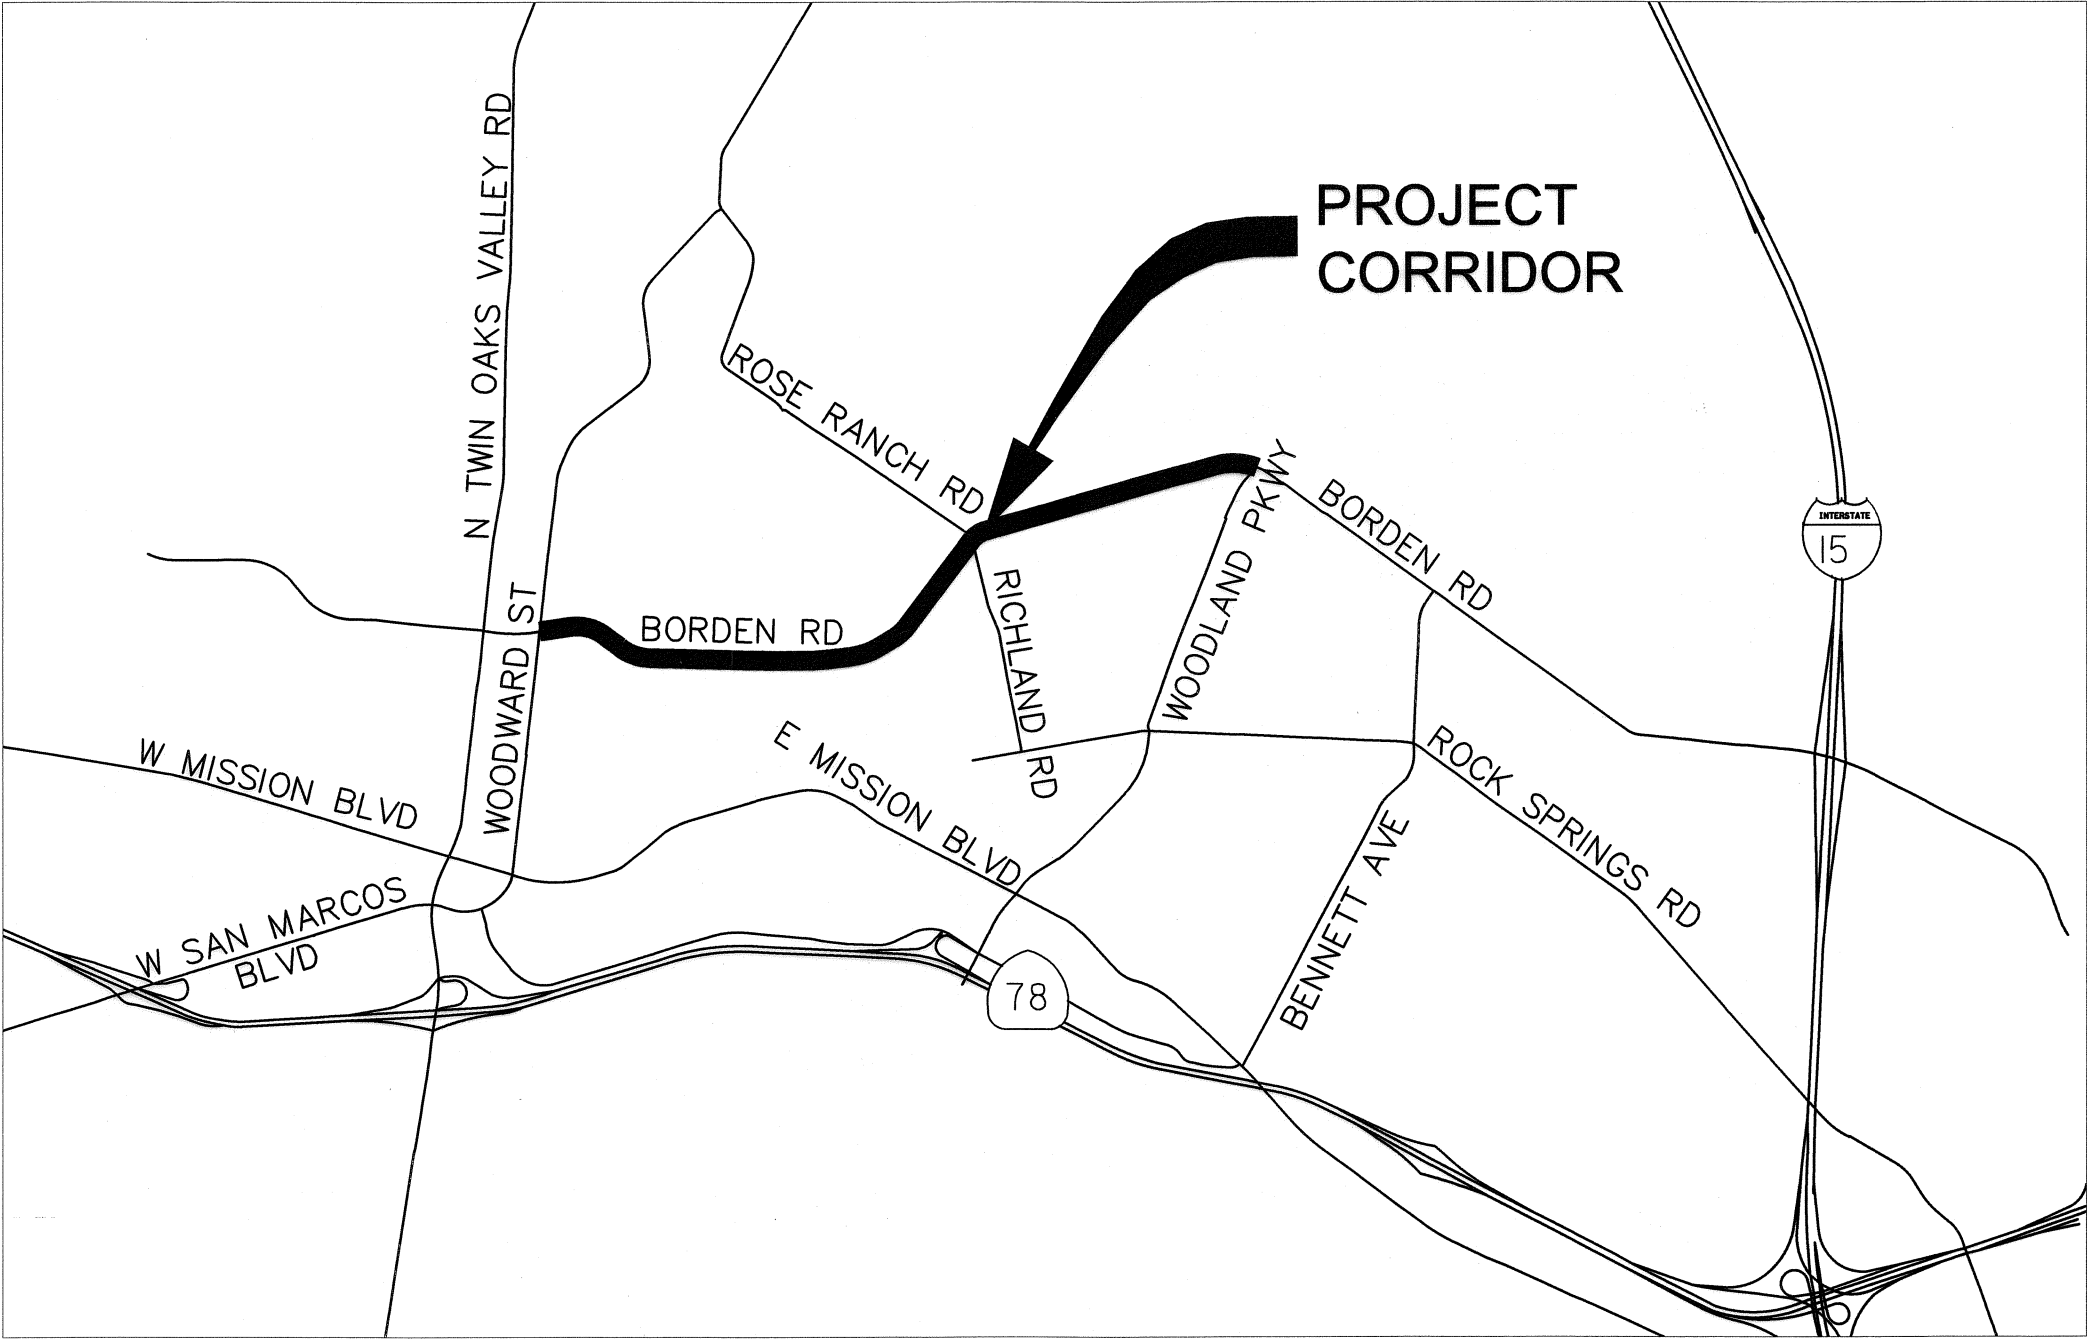 PROJECT
CORRIDOR
N TWIN OAKS VALLEY RD
ROSE RANCH RD
BORDEN RD
INTERSTATE
15
WOODLAND PKWY
RICHLAND RD
WOODWARD ST
BORDEN RD
W MISSION BLVD
E MISSION BLVD
ROCK SPRINGS RD
BENNETT AVE
W SAN MARCOS
BLVD
78